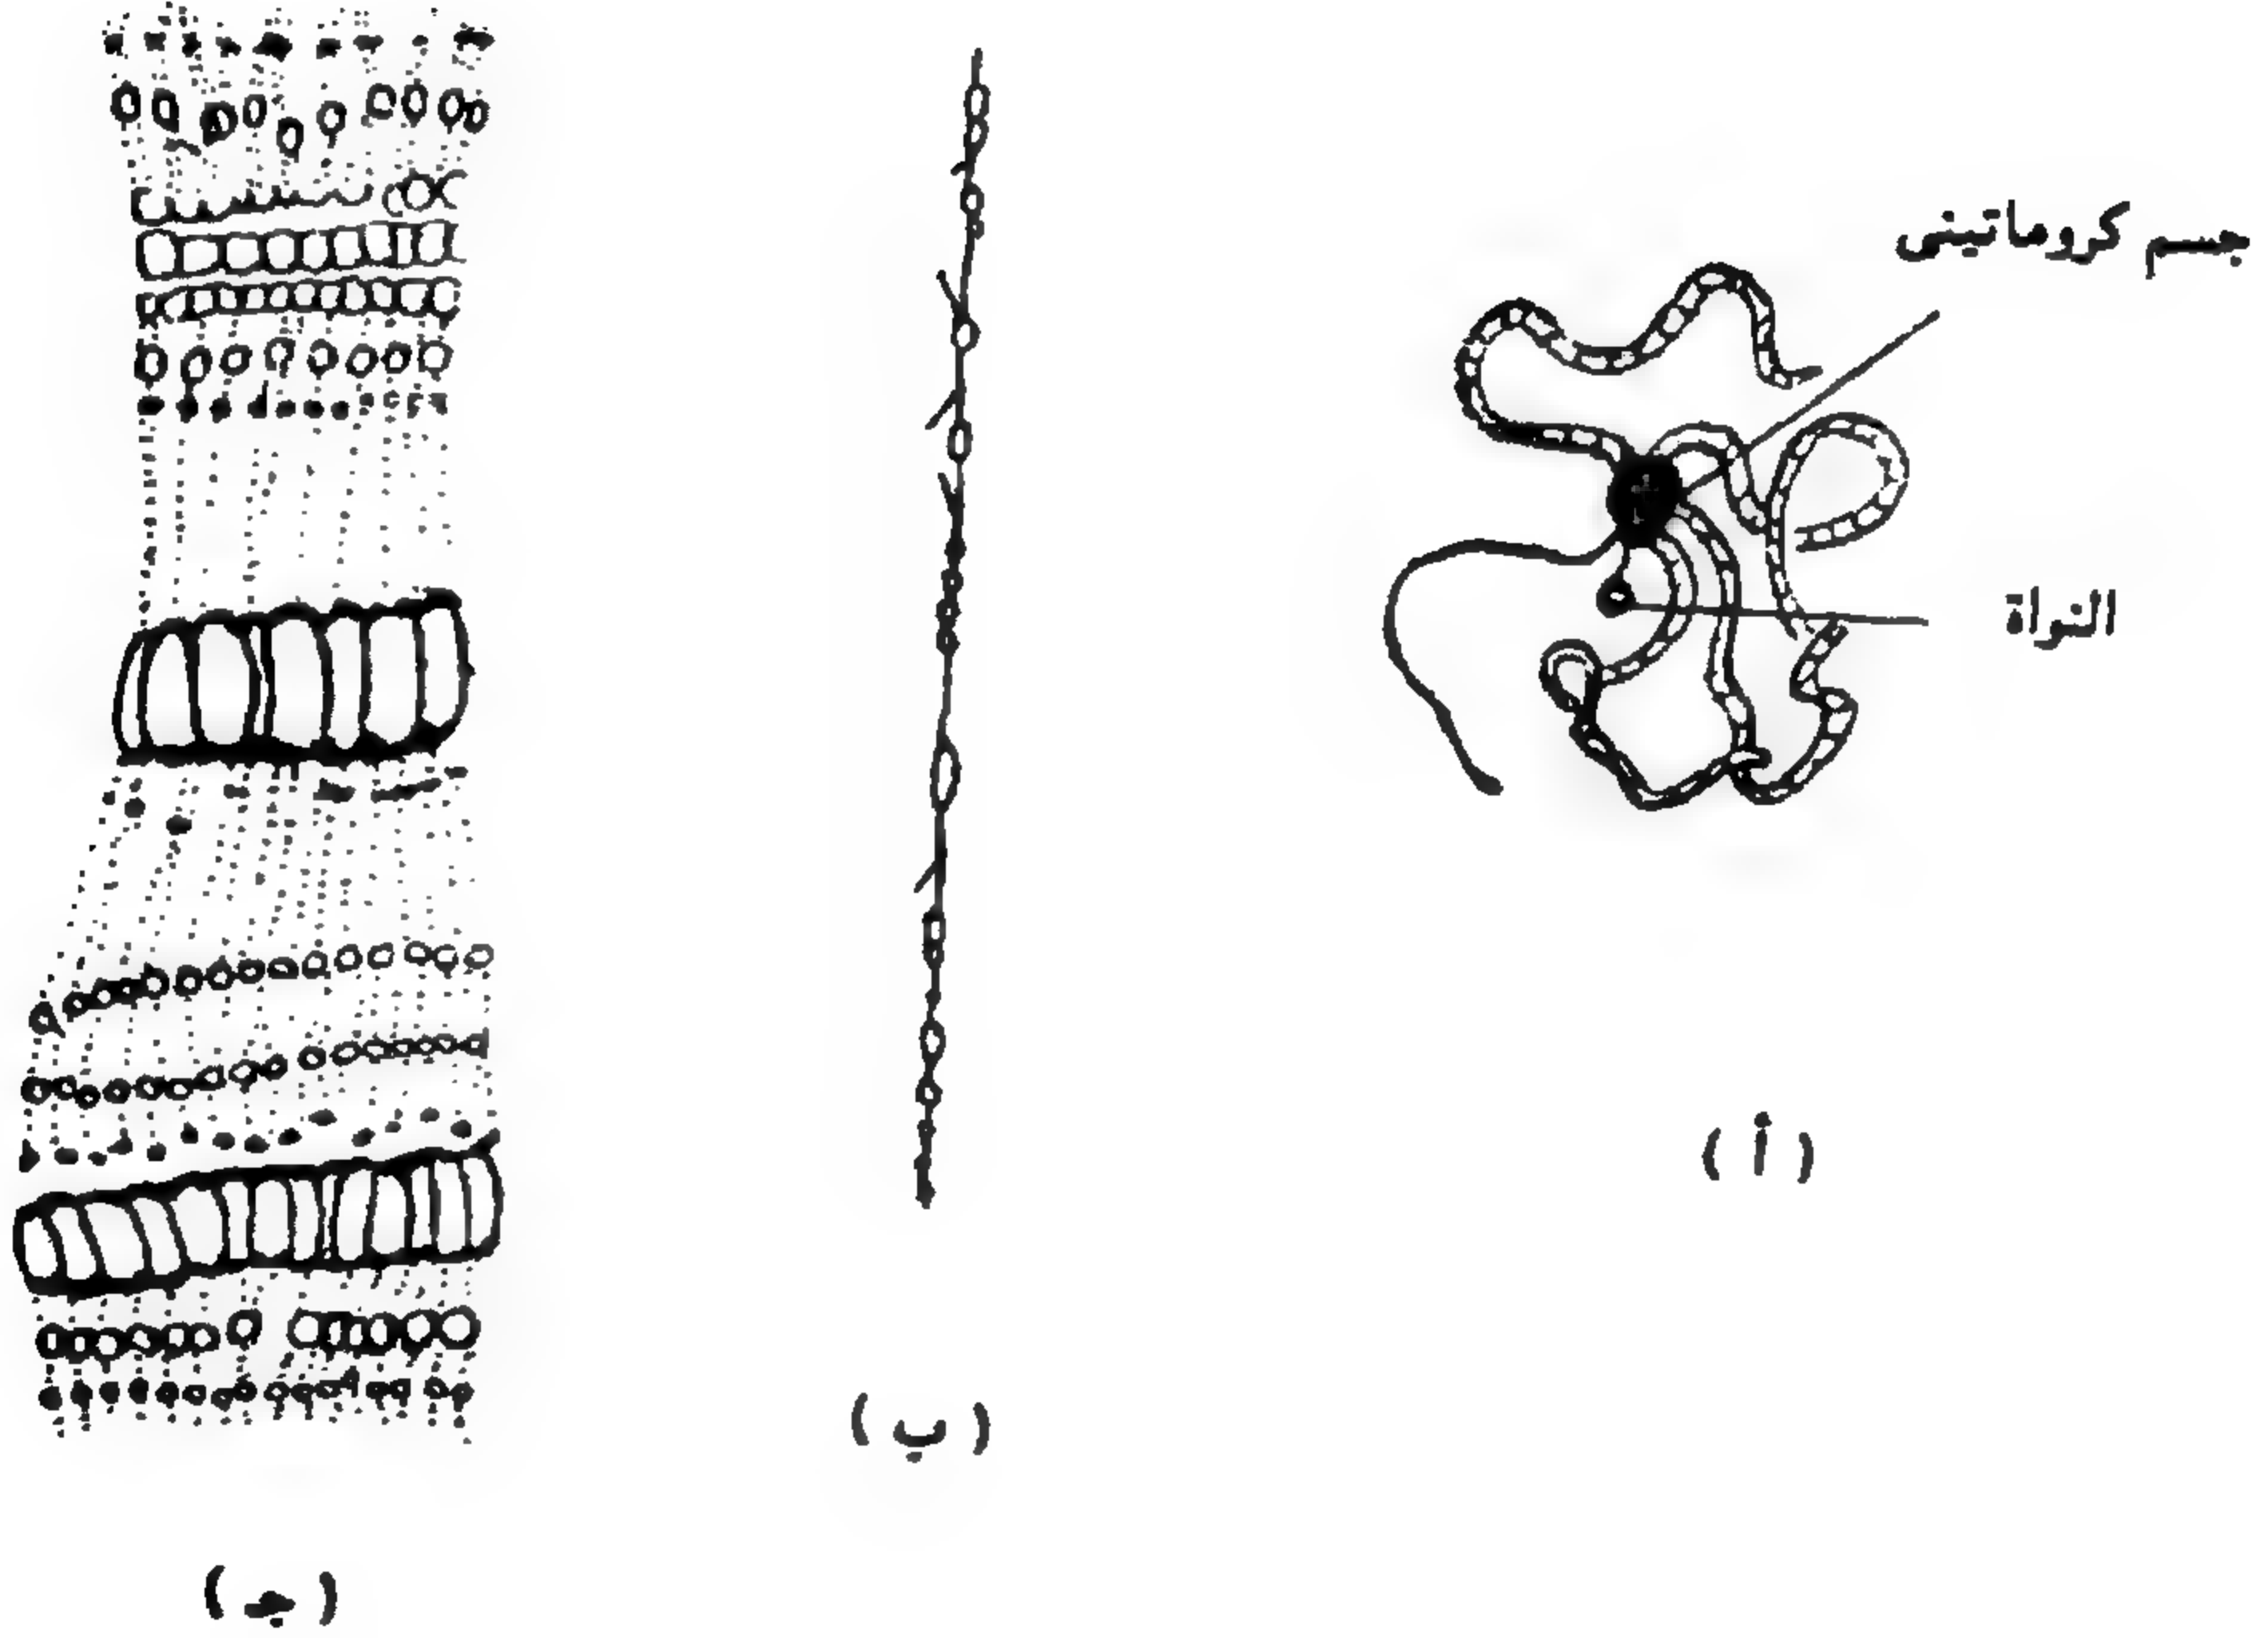 جسم كروماتينى
النواة
( أ )
( ب )
( جـ )